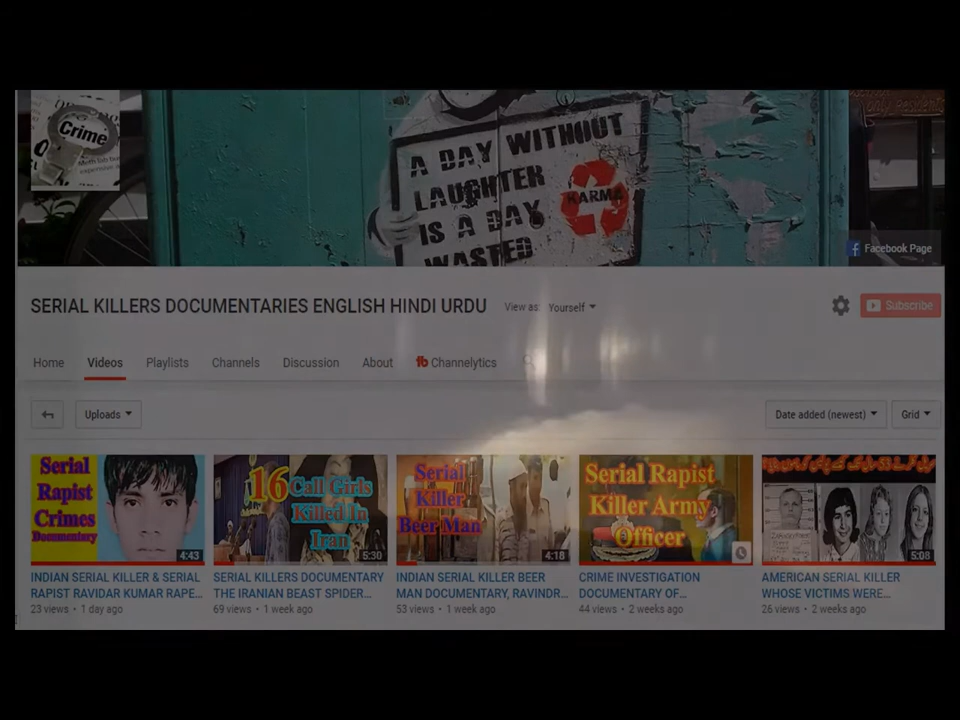 Crime
Meth lab bu
expensive
A DAY WITHOUT
LAUGHTER
IS A DAY
WASTED
KARMA
Facebook Page
SERIAL KILLERS DOCUMENTARIES ENGLISH HINDI URDU
View as: Yourself
Subscribe
Home Videos Playlists Channels Discussion About fb Channelytics
Uploads
Date added (newest) Grid
Serial
Rapist
Crimes
Documentary
4:43
16 Call Girls
Killed In
Iran
5:30
Serial
Killer
Beer Man
4:18
Serial Rapist
Killer Army
Officer
5:08
INDIAN SERIAL KILLER & SERIAL
RAPIST RAVIDAR KUMAR RAPE...
23 views • 1 day ago
SERIAL KILLERS DOCUMENTARY
THE IRANIAN BEAST SPIDER...
69 views • 1 week ago
INDIAN SERIAL KILLER BEER
MAN DOCUMENTARY, RAVINDR...
53 views • 1 week ago
CRIME INVESTIGATION
DOCUMENTARY OF...
44 views • 2 weeks ago
AMERICAN SERIAL KILLER
WHOSE VICTIMS WERE...
26 views • 2 weeks ago